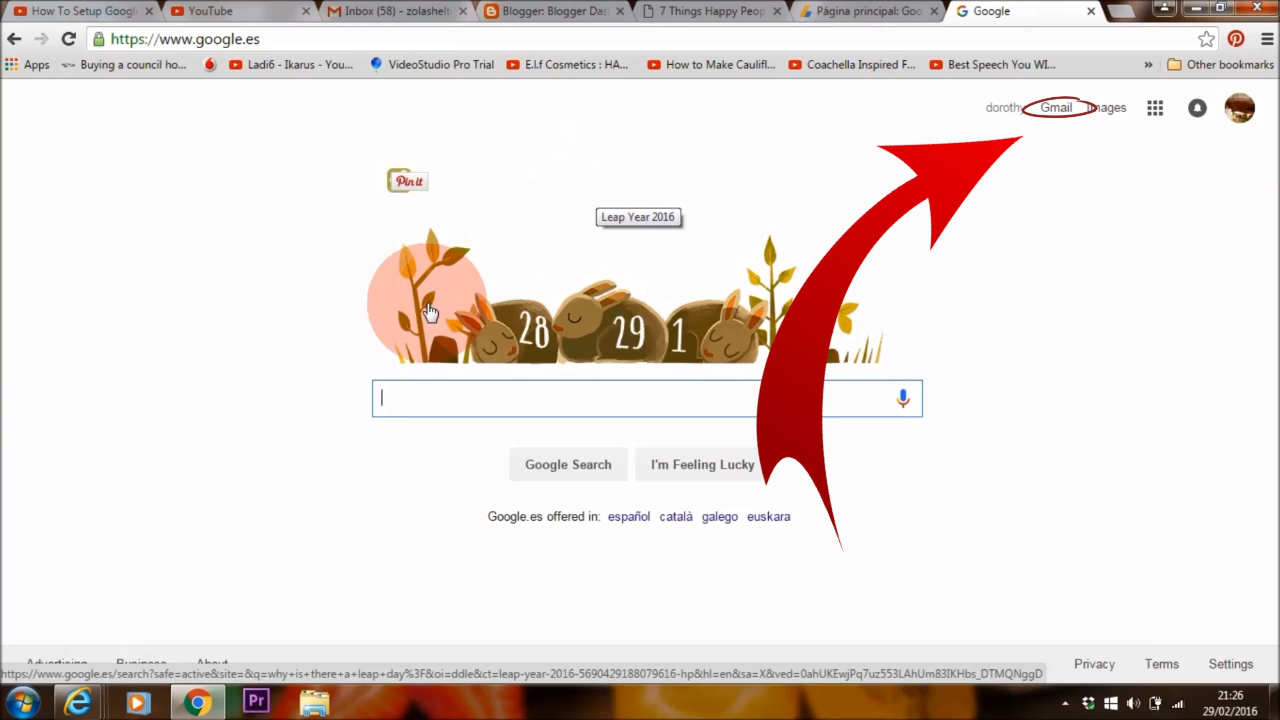 How To Setup Google
YouTube
Inbox (58) - zolashelt
Blogger: Blogger Das
7 Things Happy Peop
Página principal: Goo
Google
https://www.google.es
Apps
Buying a council ho...
Ladi6 - Ikarus - You...
VideoStudio Pro Trial
E.l.f Cosmetics : HA...
How to Make Caulifl...
Coachella Inspired F...
Best Speech You WI...
»
Other bookmarks
dorothy
Gmail
Images
Pin it
Leap Year 2016
28
29
1
Google Search
I'm Feeling Lucky
Google.es offered in: español català galego euskara
Advertising
Business
About
Privacy
Terms
Settings
https://www.google.es/search?safe=active&site=&q=why+is+there+a+leap+day%3F&oi=ddle&ct=leap-year-2016-5690429188079616-hp&hl=en&sa=X&ved=0ahUKEwjPq7uz553LAhUm83IKHbs_DTMQNggD
Pr
21:26
29/02/2016